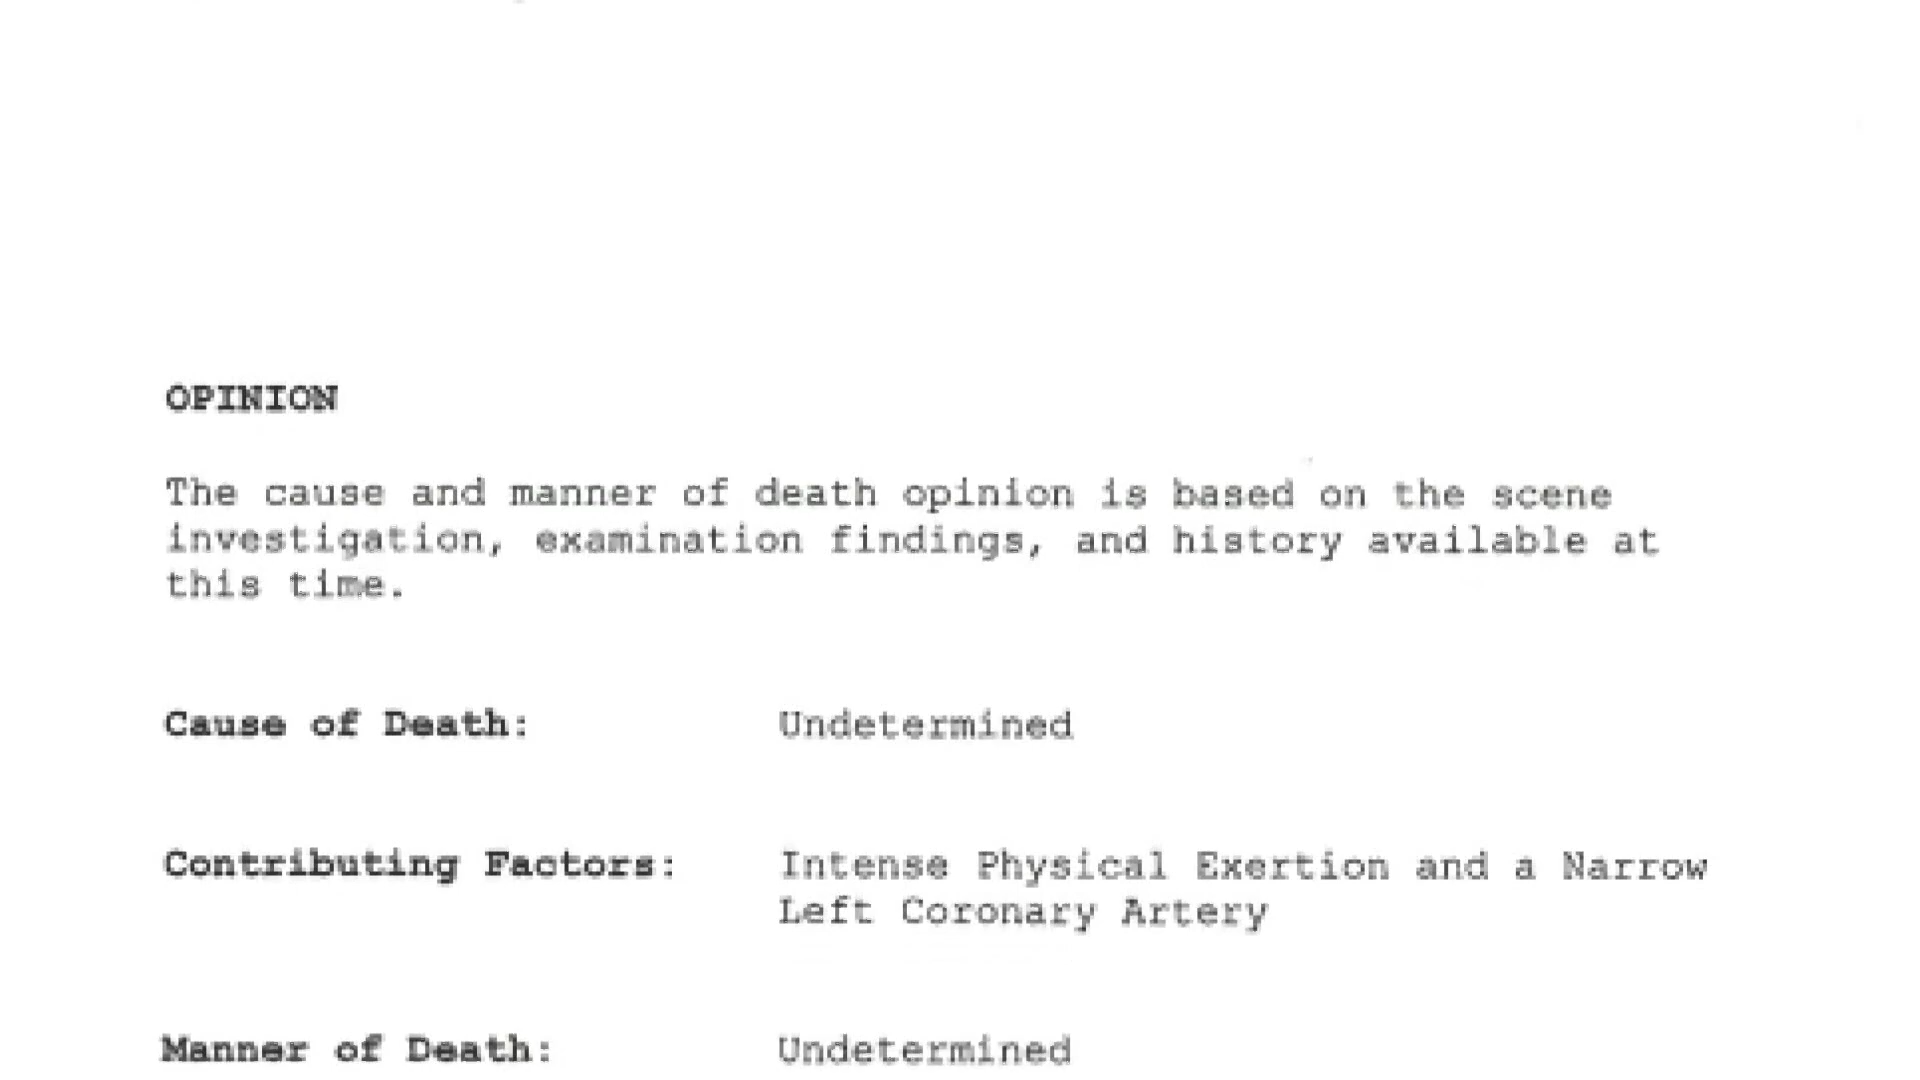 OPINION
The cause and manner of death opinion is based on the scene
investigation, examination findings, and history available at
this time.
Cause of Death: Undetermined
Contributing Factors: Intense Physical Exertion and a Narrow
Left Coronary Artery
Manner of Death: Undetermined